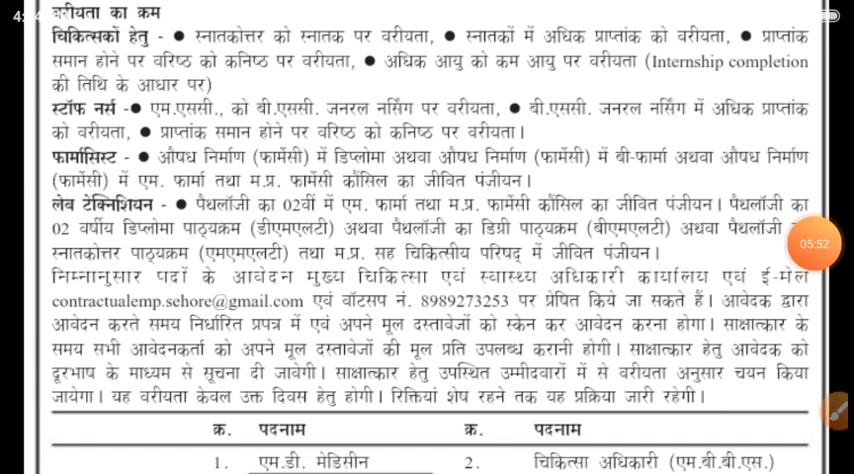 वरीयता का क्रम
चिकित्सकों हेतु - ● स्नातकोत्तर को स्नातक पर वरीयता, ● स्नातकों में अधिक प्राप्तांक को वरीयता, ● प्राप्तांक
समान होने पर वरिष्ठ को कनिष्ठ पर वरीयता, ● अधिक आयु को कम आयु पर वरीयता (Internship completion
की तिथि के आधार पर)
स्टॉफ नर्स -● एम.एससी., को बी.एससी. जनरल नर्सिंग पर वरीयता, ● बी.एससी. जनरल नर्सिंग में अधिक प्राप्तांक
को वरीयता, ● प्राप्तांक समान होने पर वरिष्ठ को कनिष्ठ पर वरीयता।
फार्मासिस्ट - ● औषध निर्माण (फार्मेसी) में डिप्लोमा अथवा औषध निर्माण (फार्मेसी) में बी-फार्मा अथवा औषध निर्माण
(फार्मेसी) में एम. फार्मा तथा म.प्र. फार्मेसी कौंसिल का जीवित पंजीयन।
लेब टेक्निशियन - ● पैथलॉजी का 02वीं में एम. फार्मा तथा म.प्र. फार्मेसी कौंसिल का जीवित पंजीयन। पैथलॉजी का
02 वर्षीय डिप्लोमा पाठ्यक्रम (डीएमएलटी) अथवा पैथलॉजी का डिग्री पाठ्यक्रम (बीएमएलटी) अथवा पैथलॉजी
05:52
स्नातकोत्तर पाठ्यक्रम (एमएमएलटी) तथा म.प्र. सह चिकित्सीय परिषद् में जीवित पंजीयन।
निम्नानुसार पदों के आवेदन मुख्य चिकित्सा एवं स्वास्थ्य अधिकारी कार्यालय एवं ई-मेल
contractualemp.sehore@gmail.com एवं वॉटसप नं. 8989273253 पर प्रेषित किये जा सकते हैं। आवेदक द्वारा
आवेदन करते समय निर्धारित प्रपत्र में एवं अपने मूल दस्तावेजों को स्केन कर आवेदन करना होगा। साक्षात्कार के
समय सभी आवेदनकर्ता को अपने मूल दस्तावेजों की मूल प्रति उपलब्ध करानी होगी। साक्षात्कार हेतु आवेदक को
दूरभाष के माध्यम से सूचना दी जावेगी। साक्षात्कार हेतु उपस्थित उम्मीदवारों में से वरीयता अनुसार चयन किया
जायेगा। यह वरीयता केवल उक्त दिवस हेतु होगी। रिक्तियां शेष रहने तक यह प्रक्रिया जारी रहेगी।
क्र. पदनाम क्र. पदनाम
1. एम.डी. मेडिसीन 2. चिकित्सा अधिकारी (एम.बी.बी.एस.)